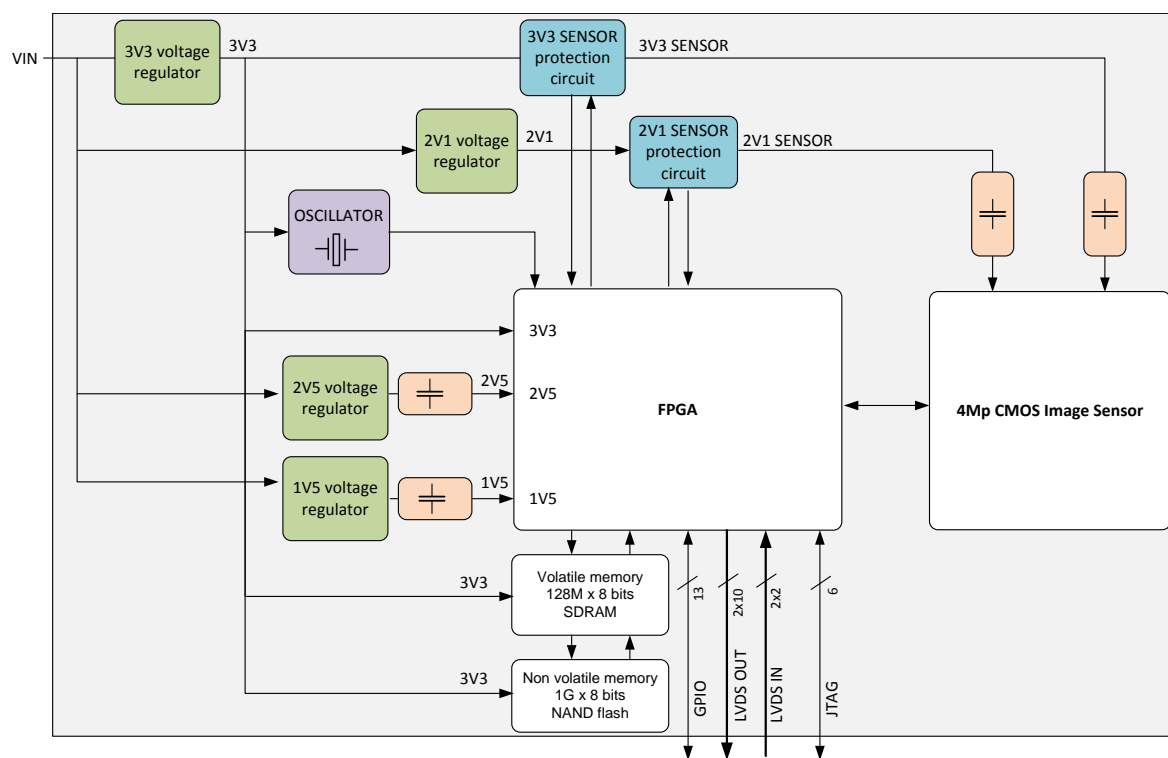 VIN
3V3 voltage
regulator
3V3
3V3 SENSOR
protection
circuit
3V3 SENSOR
2V1 voltage
regulator
2V1
2V1 SENSOR
protection
circuit
2V1 SENSOR
OSCILLATOR
3V3
2V5 voltage
regulator
2V5
2V5
FPGA
4Mp CMOS Image Sensor
1V5 voltage
regulator
1V5
1V5
3V3
Volatile memory
128M x 8 bits
SDRAM
3V3
Non volatile memory
1G x 8 bits
NAND flash
13
GPIO
2x10
LVDS OUT
2x2
LVDS IN
6
JTAG